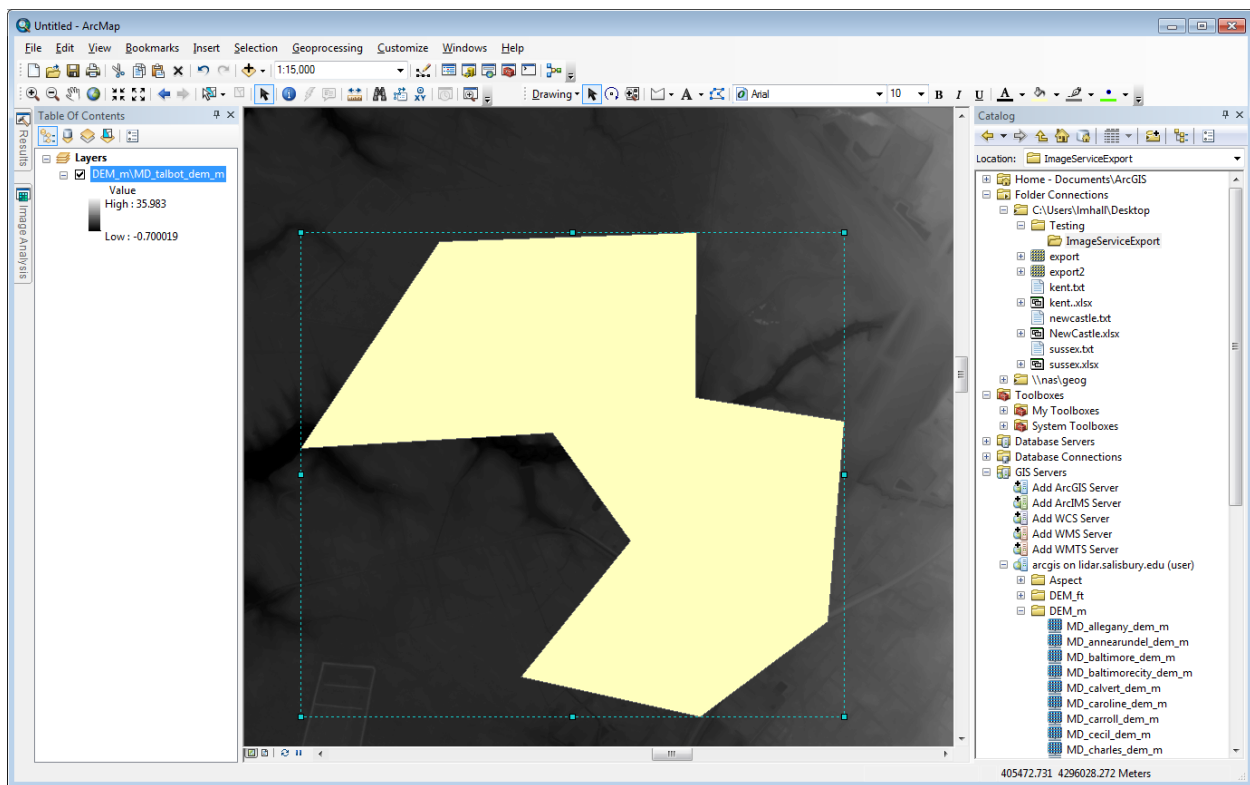 Untitled - ArcMap
File Edit View Bookmarks Insert Selection Geoprocessing Customize Windows Help
1:15,000
Drawing Arial 10 B I U A
Results
Image Analysis
Table Of Contents
Layers
DEM_m\MD_talbot_dem_m
Value
High : 35.983
Low : -0.700019
Catalog
Location: ImageServiceExport
Home - Documents\ArcGIS
Folder Connections
C:\Users\lmhall\Desktop
Testing
ImageServiceExport
export
export2
kent.txt
kent..xlsx
newcastle.txt
NewCastle.xlsx
sussex.txt
sussex.xlsx
\\nas\geog
Toolboxes
My Toolboxes
System Toolboxes
Database Servers
Database Connections
GIS Servers
Add ArcGIS Server
Add ArcIMS Server
Add WCS Server
Add WMS Server
Add WMTS Server
arcgis on lidar.salisbury.edu (user)
Aspect
DEM_ft
DEM_m
MD_allegany_dem_m
MD_annearundel_dem_m
MD_baltimore_dem_m
MD_baltimorecity_dem_m
MD_calvert_dem_m
MD_caroline_dem_m
MD_carroll_dem_m
MD_cecil_dem_m
MD_charles_dem_m
405472.731 4296028.272 Meters